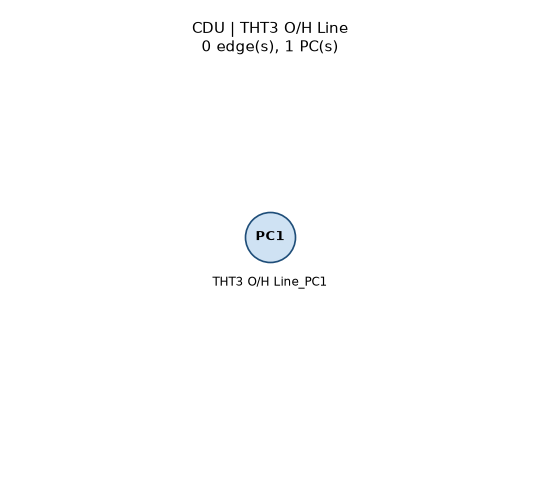 CDU | THT3 O/H Line
0 edge(s), 1 PC(s)
PC1
THT3 O/H Line_PC1